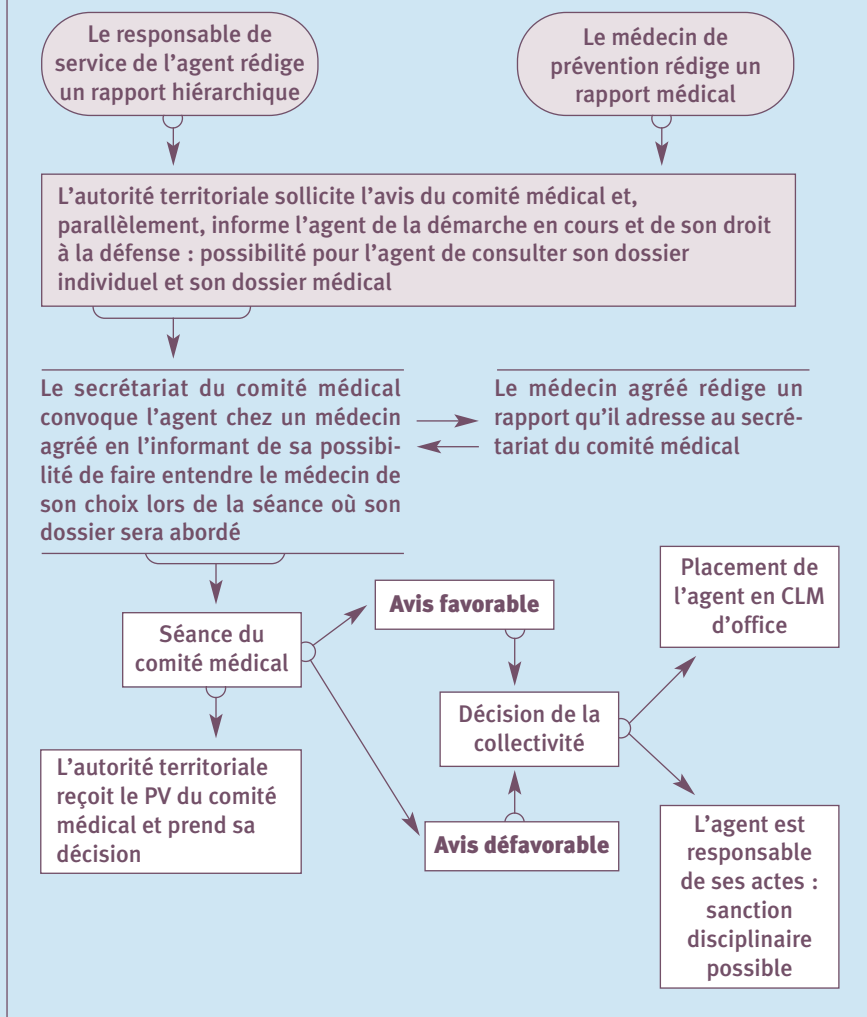 Le responsable de
service de l’agent rédige
un rapport hiérarchique
Le médecin de
prévention rédige un
rapport médical
L’autorité territoriale sollicite l’avis du comité médical et,
parallèlement, informe l’agent de la démarche en cours et de son droit
à la défense : possibilité pour l’agent de consulter son dossier
individuel et son dossier médical
Le secrétariat du comité médical
convoque l’agent chez un médecin
agréé en l’informant de sa possibi-
lité de faire entendre le médecin de
son choix lors de la séance où son
dossier sera abordé
Le médecin agréé rédige un
rapport qu’il adresse au secré-
tariat du comité médical
Séance du
comité médical
Avis favorable
Placement de
l’agent en CLM
d’office
Décision de la
collectivité
L’autorité territoriale
reçoit le PV du comité
médical et prend sa
décision
Avis défavorable
L’agent est
responsable
de ses actes :
sanction
disciplinaire
possible